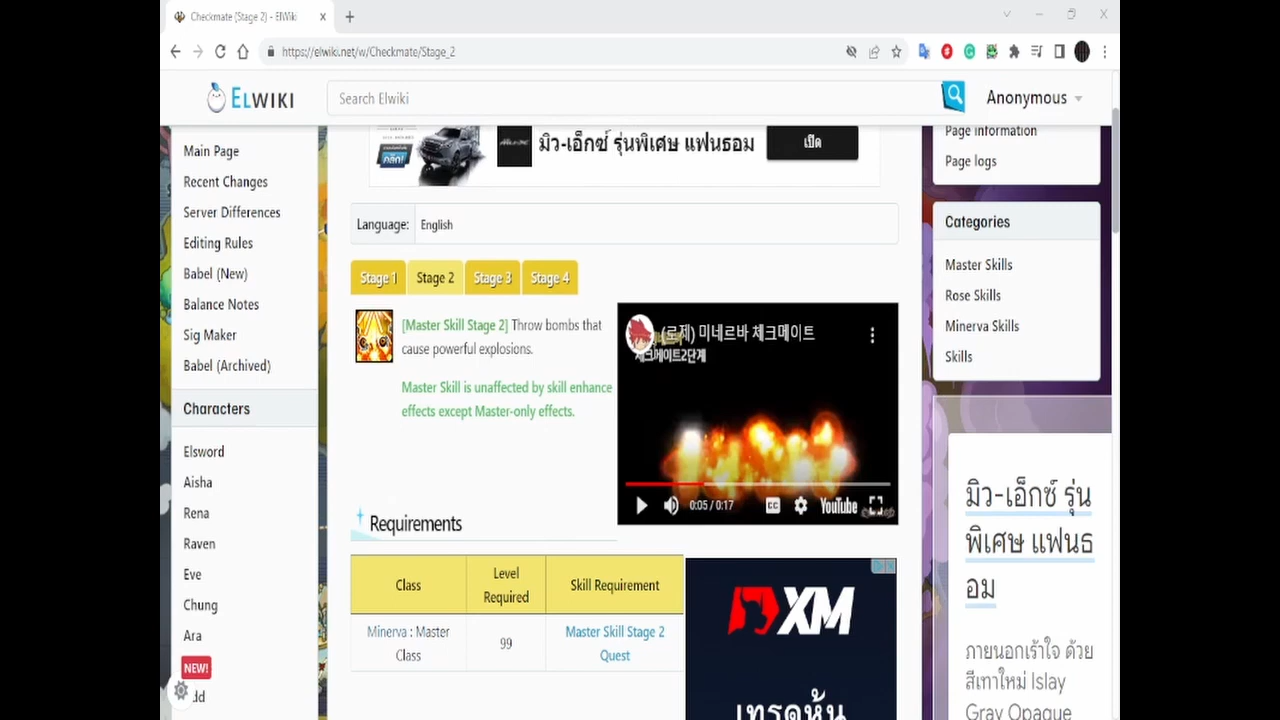 Checkmate (Stage 2) - ElWiki
https://elwiki.net/w/Checkmate/Stage_2
ELWIKI
Search Elwiki
Anonymous
Main Page
Recent Changes
Server Differences
Editing Rules
Babel (New)
Balance Notes
Sig Maker
Babel (Archived)
Characters
Elsword
Aisha
Rena
Raven
Eve
Chung
Ara
NEW!
dd
คลิก!
มิว-เอ็กซ์ รุ่นพิเศษ แฟนธอม
เปิด
Language: English
Stage 1
Stage 2
Stage 3
Stage 4
[Master Skill Stage 2] Throw bombs that
cause powerful explosions.
Master Skill is unaffected by skill enhance
effects except Master-only effects.
(로제) 미네르바 체크메이트
체크메이트2단계
0:05 / 0:17
CC
YouTube
Requirements
Class
Level
Required
Skill Requirement
Minerva : Master
Class
99
Master Skill Stage 2
Quest
XM
เทรดหุ้น
Page information
Page logs
Categories
Master Skills
Rose Skills
Minerva Skills
Skills
มิว-เอ็กซ์ รุ่น
พิเศษ แฟนธ
อม
ภายนอกเร้าใจ ด้วย
สีเทาใหม่ Islay
Gray Opaque